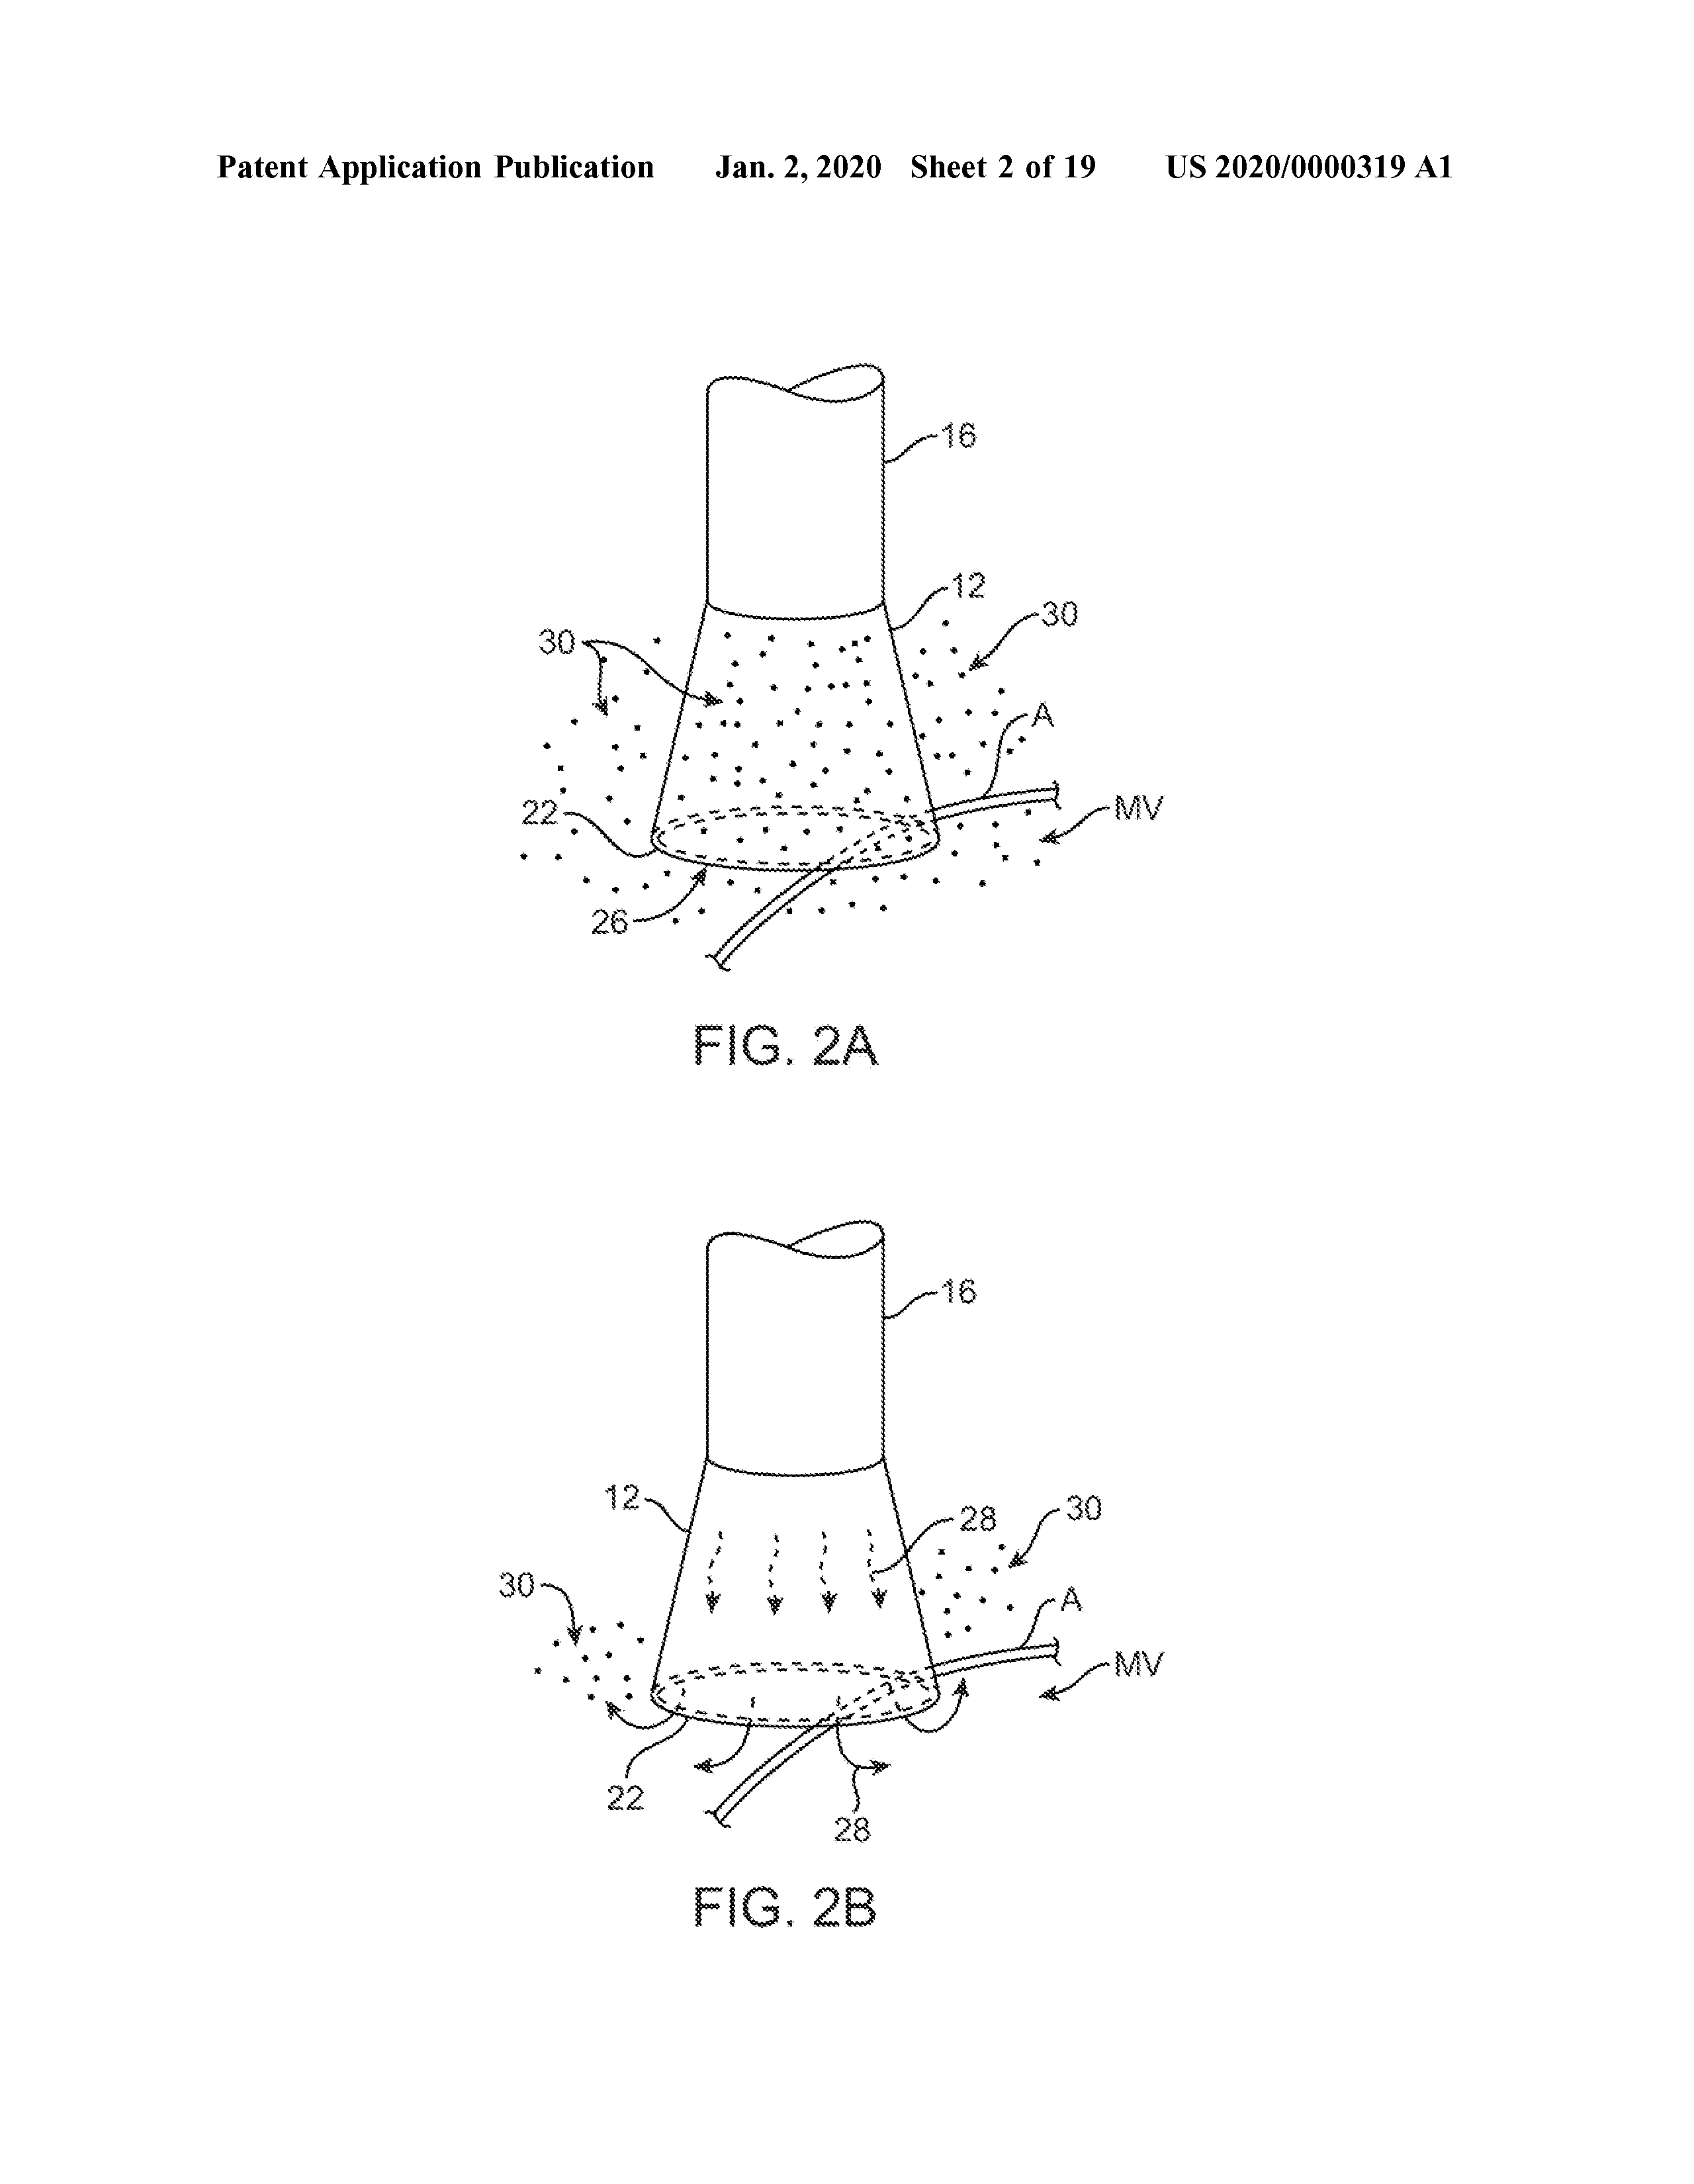 Patent Application Publication Jan. 2, 2020 Sheet 2 of 19 US 2020/0000319 A1
16
12
30
30
A
22
MV
26
FIG. 2A
16
12
28
30
30
A
MV
22
28
FIG. 2B